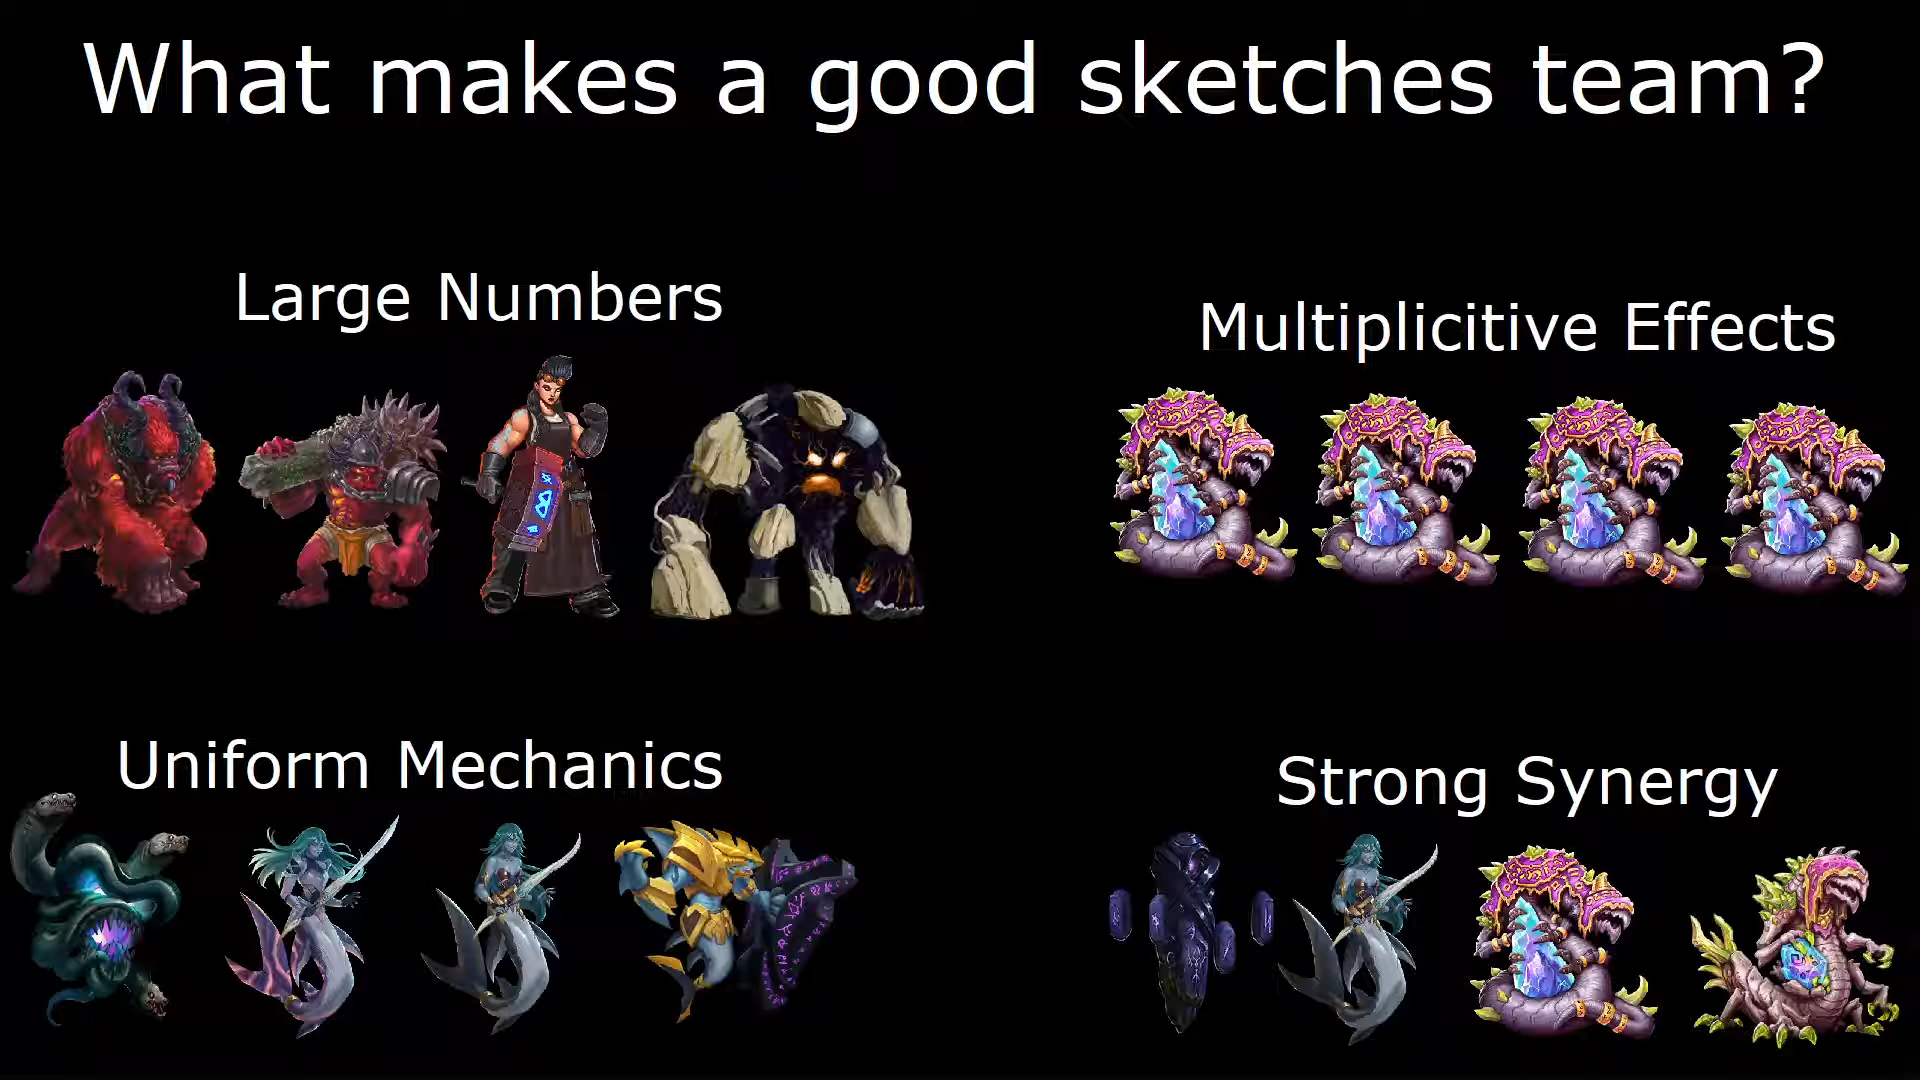 What makes a good sketches team?
Large Numbers
Multiplicitive Effects
Uniform Mechanics
Strong Synergy